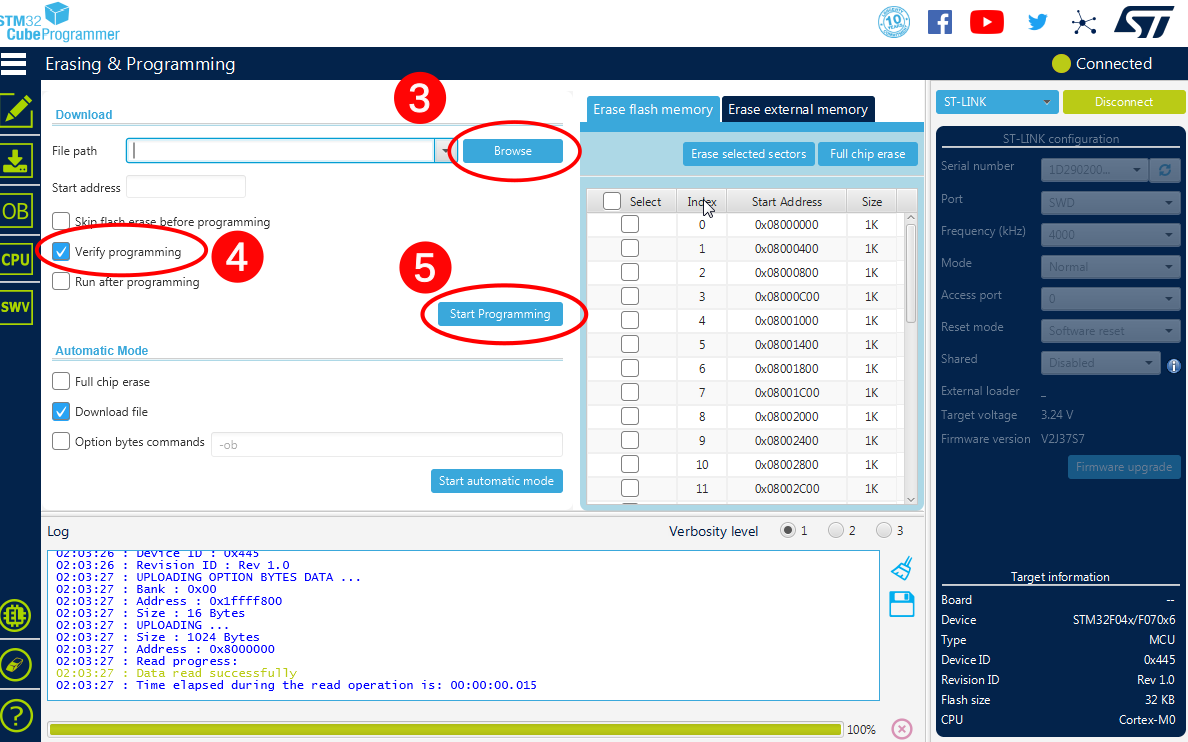 STM32
CubeProgrammer
10 YEARS
Erasing & Programming
Connected
3
Download
File path
Browse
Start address
Skip flash erase before programming
Verify programming
4
Run after programming
5
Start Programming
Automatic Mode
Full chip erase
Download file
Option bytes commands
-ob
Start automatic mode
OB
CPU
SWV
?
Erase flash memory
Erase external memory
Erase selected sectors
Full chip erase
Select Index Start Address Size
0 0x08000000 1K
1 0x08000400 1K
2 0x08000800 1K
3 0x08000C00 1K
4 0x08001000 1K
5 0x08001400 1K
6 0x08001800 1K
7 0x08001C00 1K
8 0x08002000 1K
9 0x08002400 1K
10 0x08002800 1K
11 0x08002C00 1K
ST-LINK
Disconnect
ST-LINK configuration
Serial number 1D290200...
Port SWD
Frequency (kHz) 4000
Mode Normal
Access port 0
Reset mode Software reset
Shared Disabled
External loader _
Target voltage 3.24 V
Firmware version V2J37S7
Firmware upgrade
Log
Verbosity level 1 2 3
02:03:26 : Device ID : 0x445
02:03:26 : Revision ID : Rev 1.0
02:03:27 : UPLOADING OPTION BYTES DATA ...
02:03:27 : Bank : 0x00
02:03:27 : Address : 0x1ffff800
02:03:27 : Size : 16 Bytes
02:03:27 : UPLOADING ...
02:03:27 : Size : 1024 Bytes
02:03:27 : Address : 0x8000000
02:03:27 : Read progress:
02:03:27 : Data read successfully
02:03:27 : Time elapsed during the read operation is: 00:00:00.015
100%
Target information
Board --
Device STM32F04x/F070x6
Type MCU
Device ID 0x445
Revision ID Rev 1.0
Flash size 32 KB
CPU Cortex-M0